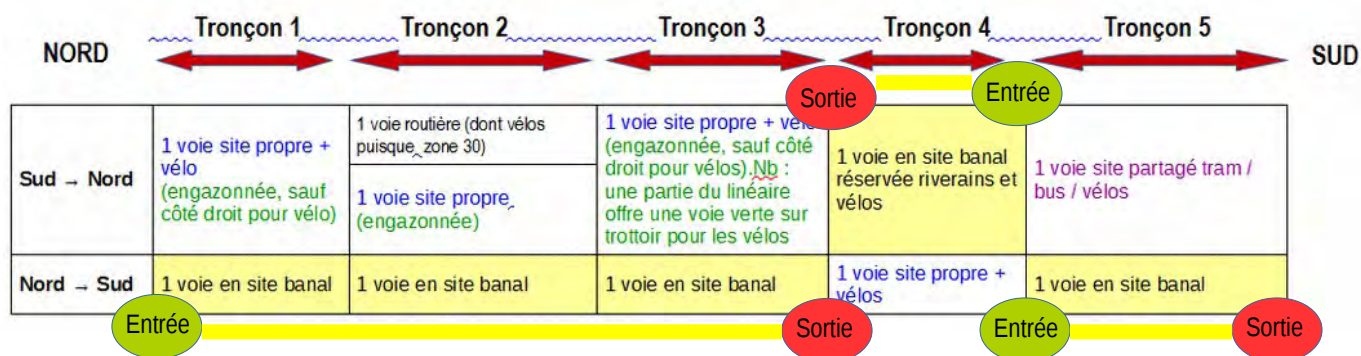 Tronçon 1 Tronçon 2 Tronçon 3 Tronçon 4 Tronçon 5
NORD
SUD
Sortie
Entrée
Sud → Nord
1 voie site propre +
vélo
(engazonnée, sauf
côté droit pour vélo)
1 voie routière (dont vélos
puisque zone 30)
1 voie site propre
(engazonnée)
1 voie site propre + vélo
(engazonnée, sauf côté
droit pour vélos).Nb :
une partie du linéaire
offre une voie verte sur
trottoir pour les vélos
1 voie en site banal
réservée riverains et
vélos
1 voie site partagé tram /
bus / vélos
Nord → Sud
1 voie en site banal
1 voie en site banal
1 voie en site banal
1 voie site propre +
vélos
1 voie en site banal
Entrée
Sortie
Entrée
Sortie